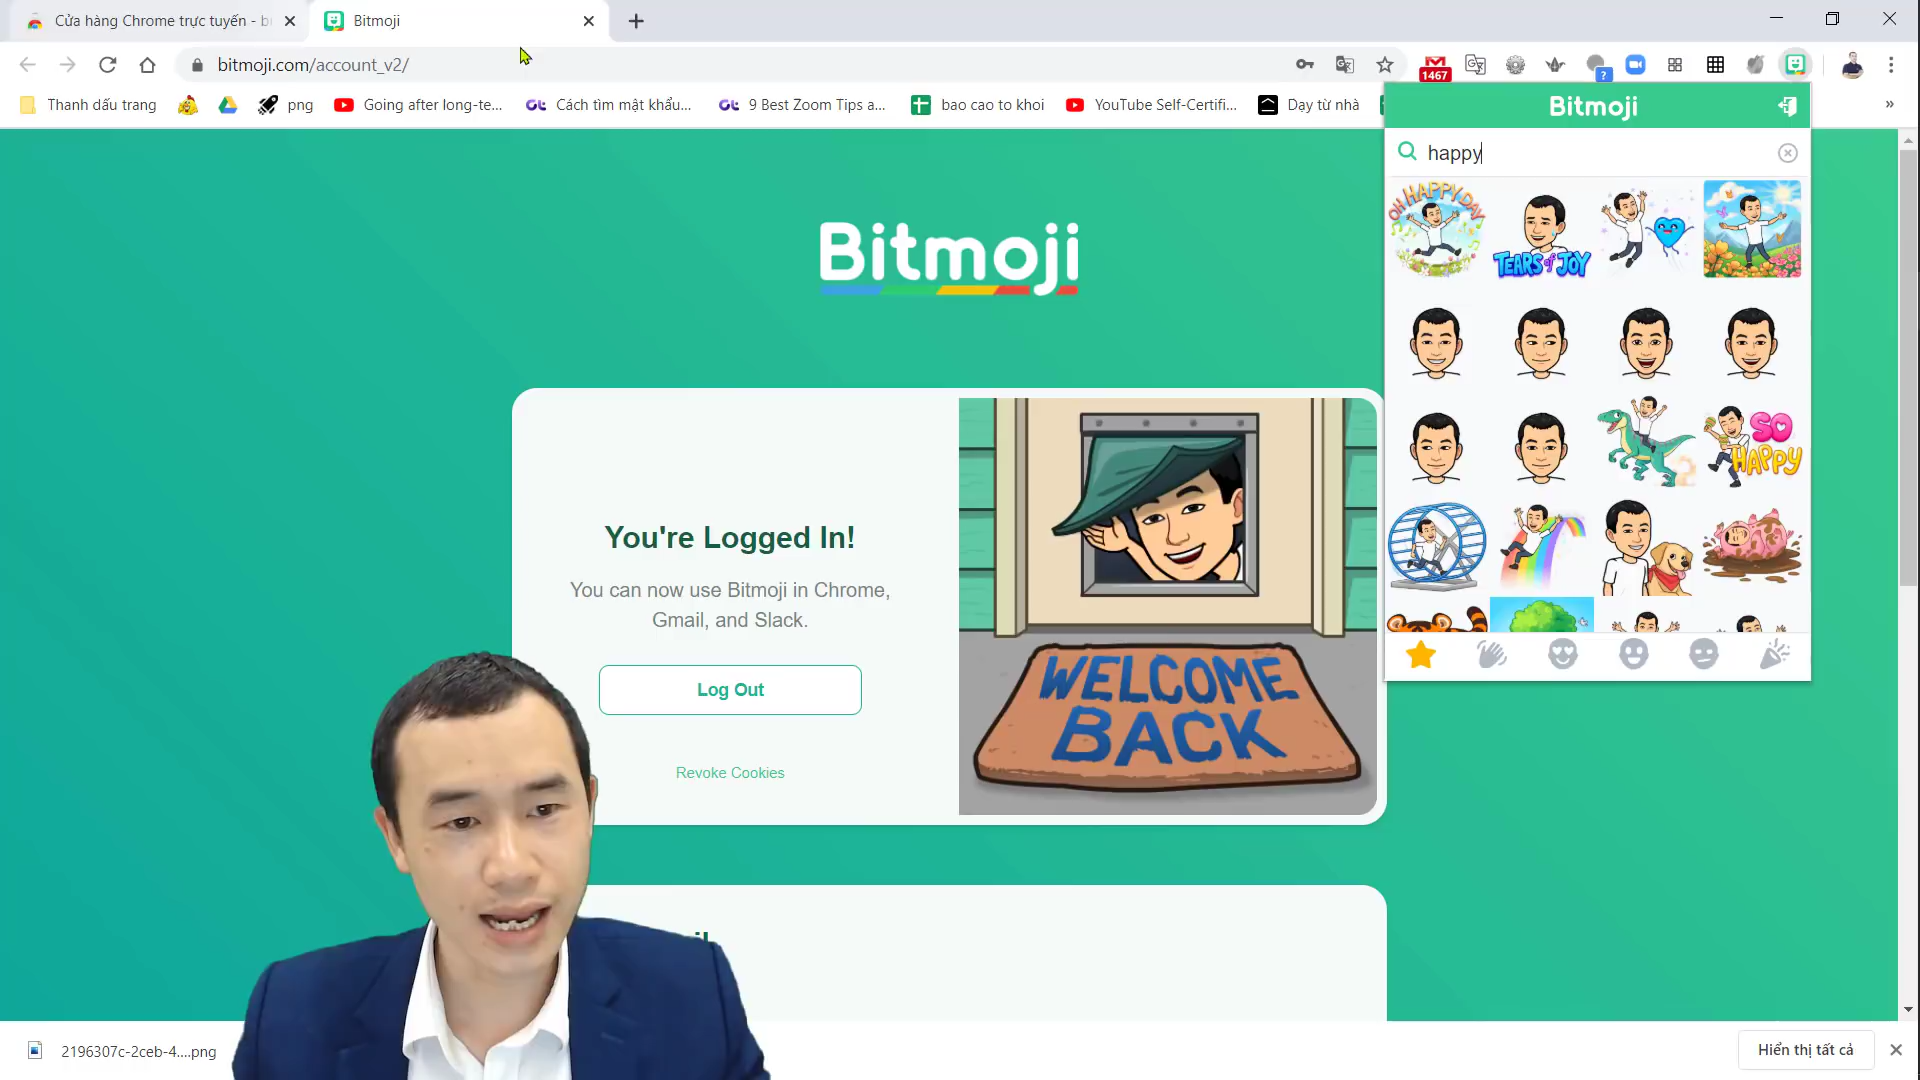 Cửa hàng Chrome trực tuyến - bi
Bitmoji
bitmoji.com/account_v2/
1467
?
Thanh dấu trang
png
Going after long-te...
Cách tìm mật khẩu...
9 Best Zoom Tips a...
bao cao to khoi
YouTube Self-Certifi...
Dạy từ nhà
»
Bitmoji
happy
OH HAPPY DAY
TEARS of JOY
SO HAPPY
Bitmoji
You're Logged In!
You can now use Bitmoji in Chrome,
Gmail, and Slack.
Log Out
Revoke Cookies
WELCOME
BACK
2196307c-2ceb-4....png
Hiển thị tất cả